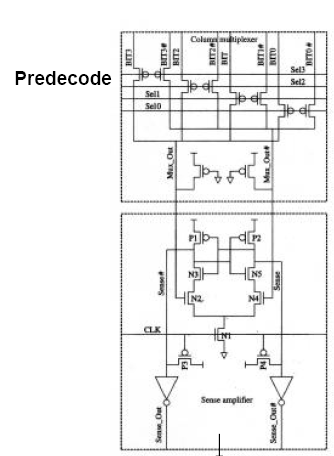 Column multiplexer
BIT3
BIT3#
BIT2
BIT2#
BIT
BIT1#
BIT0
BIT0#
Predecode
Sel3
Sel2
Sel1
Sel0
Mux_Out
Mux_Out#
P1
P2
N3
N5
Sense#
Sense
N2
N4
CLK
N1
P3
P4
Sense amplifier
Sense_Out
Sense_Out#